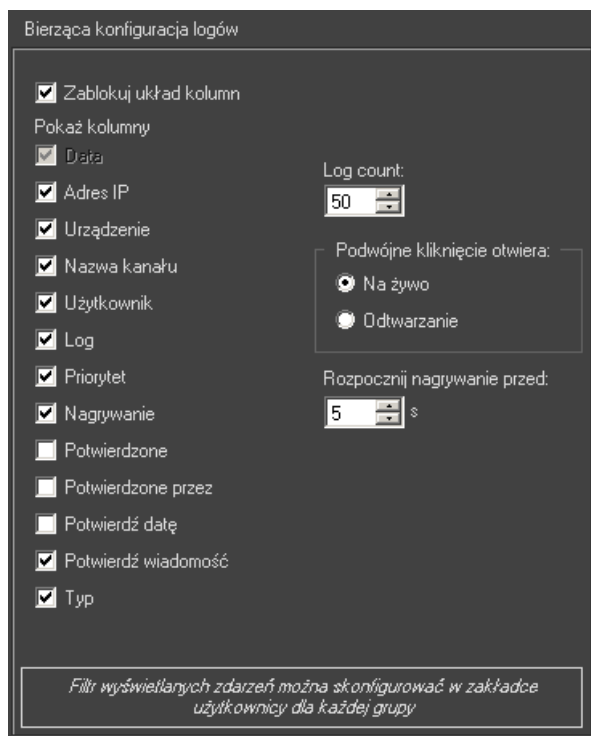 Bierząca konfiguracja logów
Zablokuj układ kolumn
Pokaż kolumny
Data
Adres IP
Urządzenie
Nazwa kanału
Użytkownik
Log
Priorytet
Nagrywanie
Potwierdzone
Potwierdzone przez
Potwierdź datę
Potwierdź wiadomość
Typ
Log count:
50
Podwójne kliknięcie otwiera:
Na żywo
Odtwarzanie
Rozpocznij nagrywanie przed:
5 s
Filtr wyświetlanych zdarzeń można skonfigurować w zakładce
użytkownicy dla każdej grupy